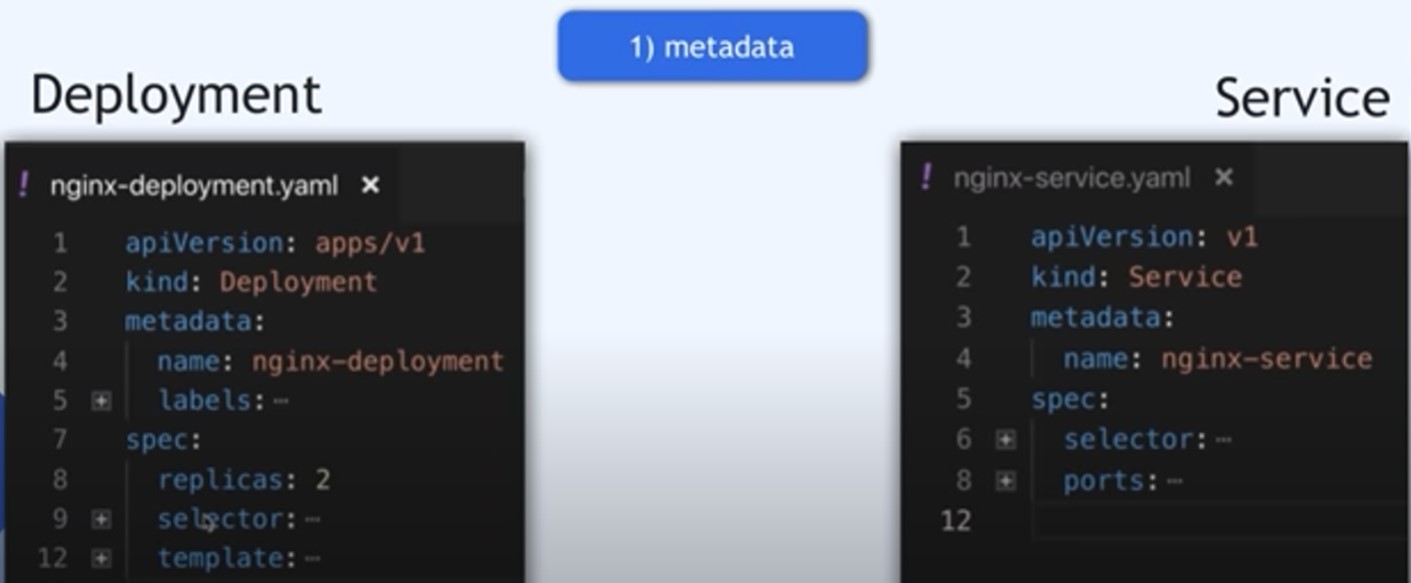 1) metadata
Deployment
nginx-deployment.yaml ×
1 apiVersion: apps/v1
2 kind: Deployment
3 metadata:
4 name: nginx-deployment
5 labels:⋯
7 spec:
8 replicas: 2
9 selector:⋯
12 template:⋯
Service
nginx-service.yaml ×
1 apiVersion: v1
2 kind: Service
3 metadata:
4 name: nginx-service
5 spec:
6 selector:⋯
8 ports:⋯
12